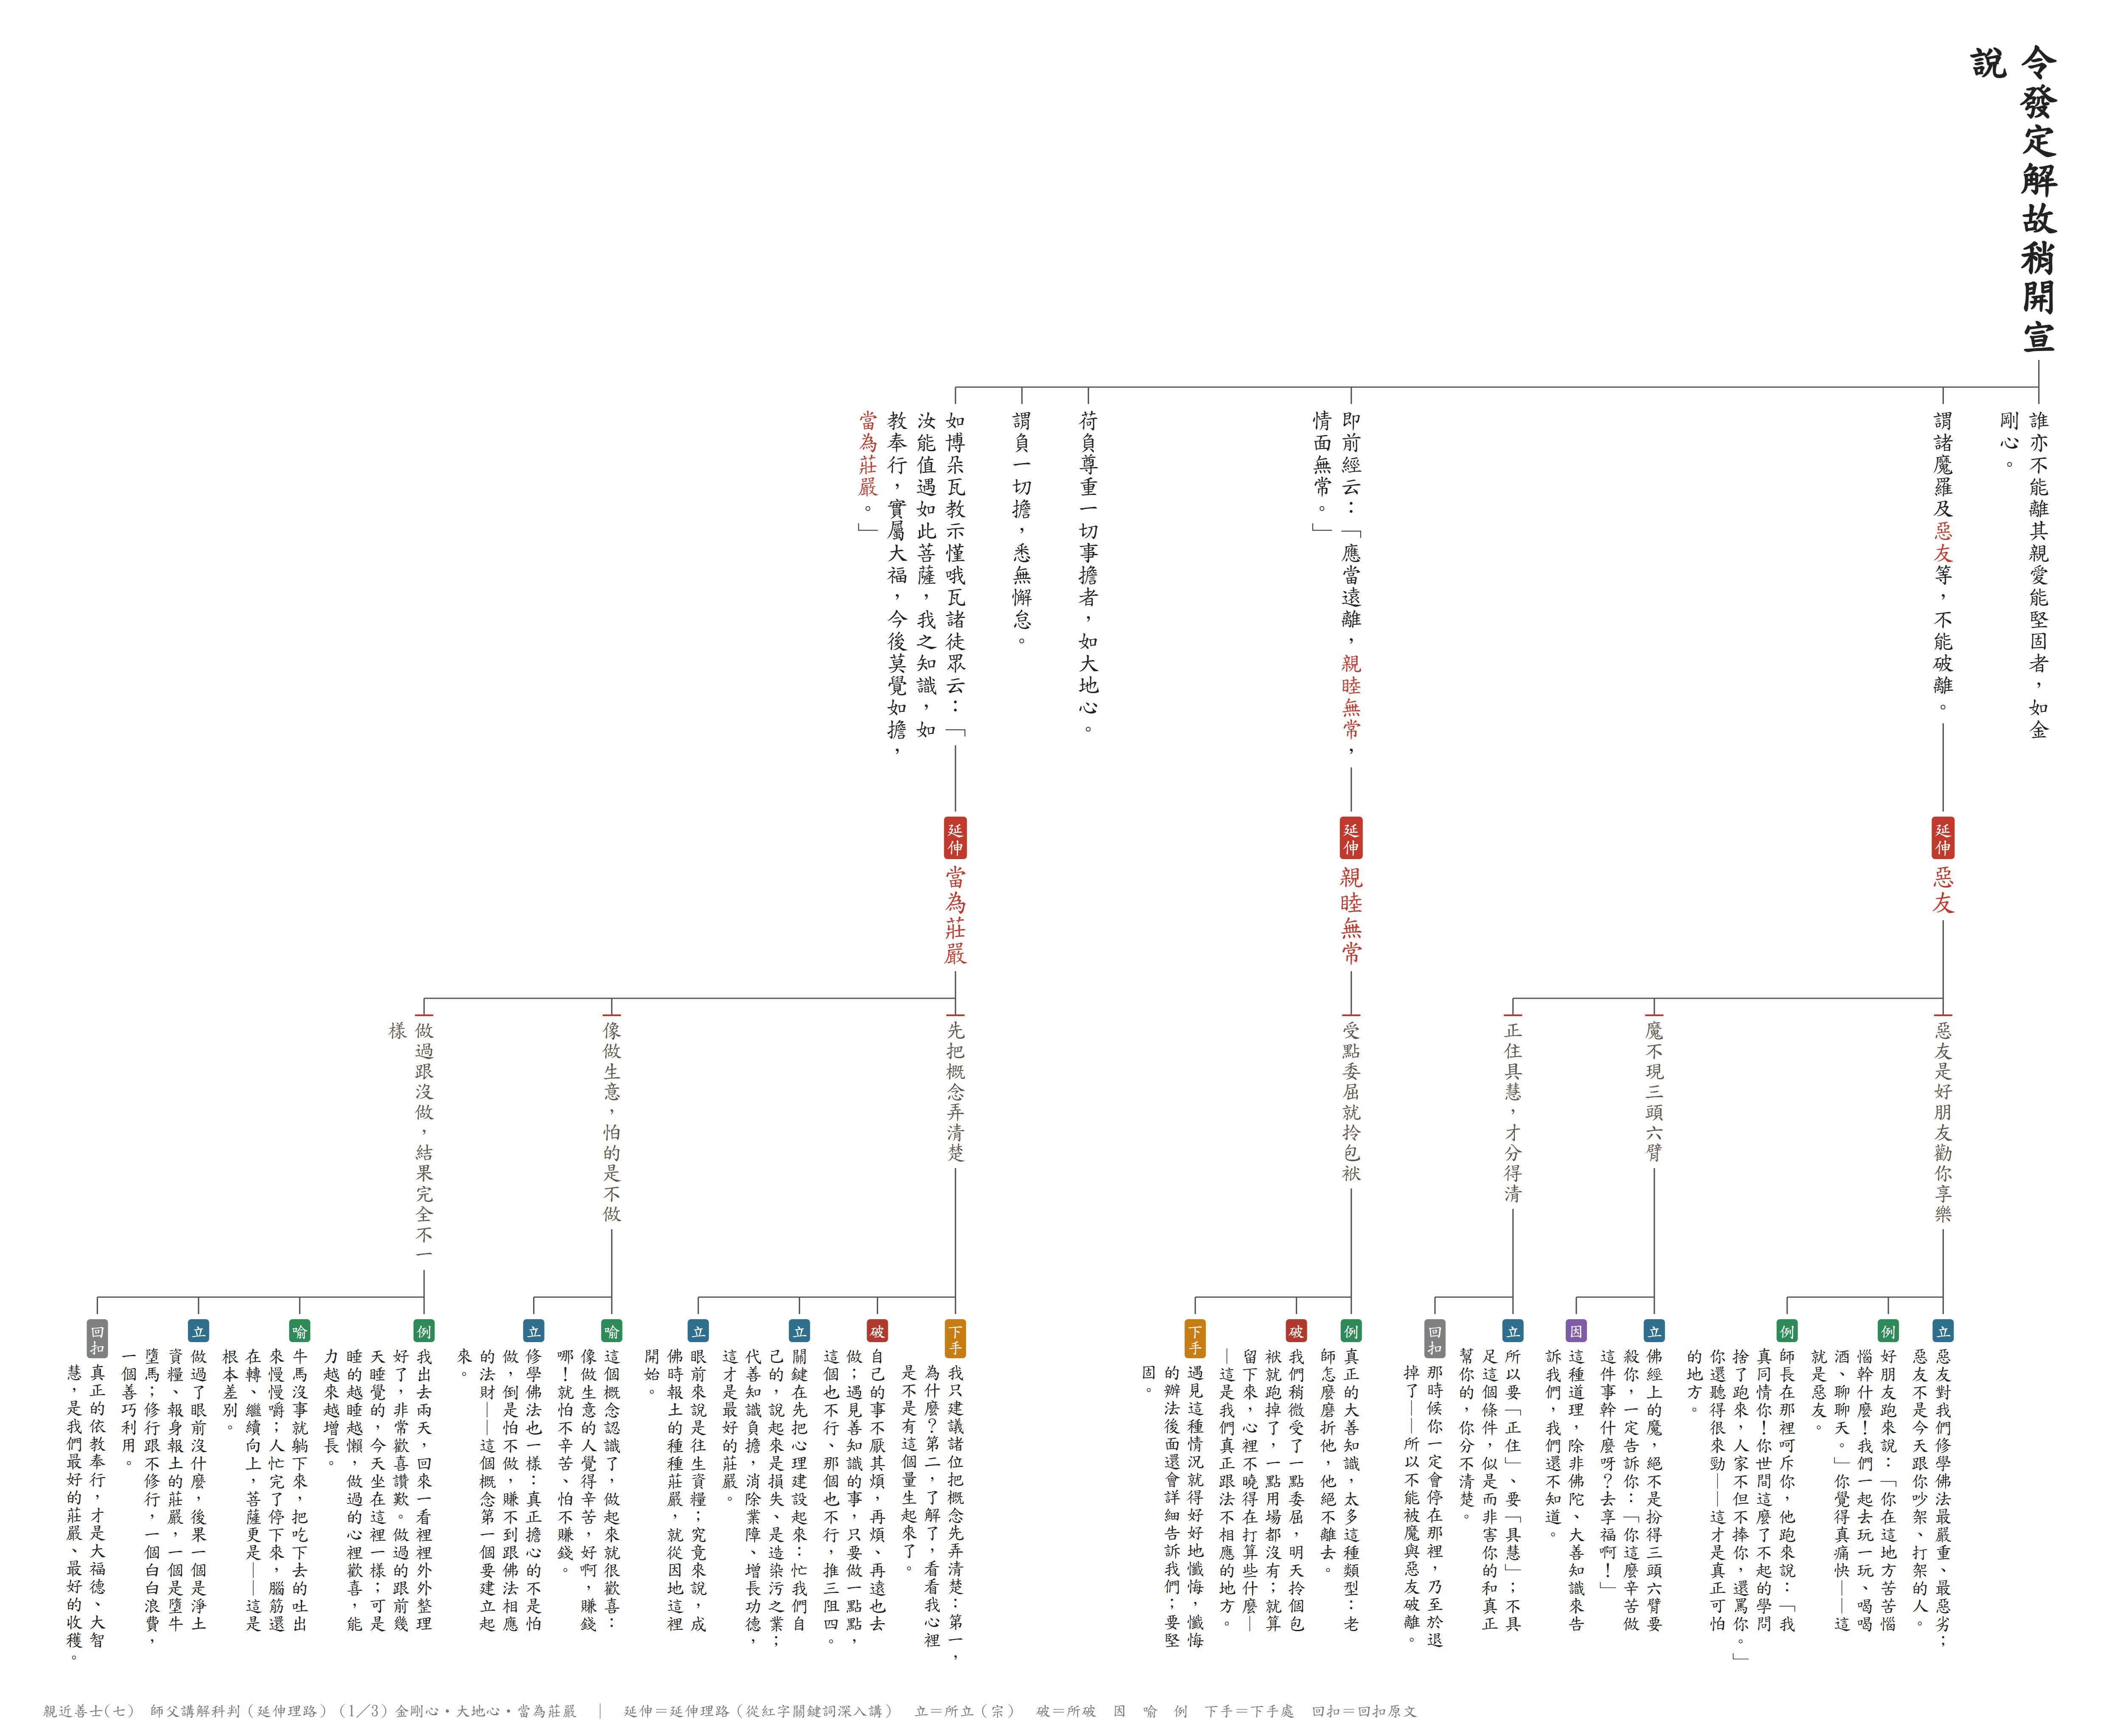 令發定解故稍開宣
說
誰亦不能離其親愛能堅固者，如金
剛心。
謂諸魔羅及惡友等，不能破離。
即前經云：「應當遠離，親睦無常，
情面無常。」
荷負尊重一切事擔者，如大地心。
謂負一切擔，悉無懈怠。
如博朵瓦教示慬哦瓦諸徒眾云：「
汝能值遇如此菩薩，我之知識，如
教奉行，實屬大福，今後莫覺如擔，
當為莊嚴。」
延伸
惡友
延伸
親睦無常
延伸
當為莊嚴
惡友是好朋友勸你享樂
魔不現三頭六臂
正住具慧，才分得清
受點委屈就拎包袱
先把概念弄清楚
像做生意，怕的是不做
做過跟沒做，結果完全不一
樣
立
惡友對我們修學佛法最嚴重、最惡劣；
惡友不是今天跟你吵架、打架的人。
例
好朋友跑來說：「你在這地方苦苦惱
惱幹什麼！我們一起去玩一玩、喝喝
酒、聊聊天。」你覺得真痛快——這
就是惡友。
例
師長在那裡呵斥你，他跑來說：「我
真同情你！你世間這麼了不起的學問
捨了跑來，人家不但不捧你，還罵你。」
你還聽得很來勁——這才是真正可怕
的地方。
立
佛經上的魔，絕不是扮得三頭六臂要
殺你，一定告訴你：「你這麼辛苦做
這件事幹什麼呀？去享福啊！」
因
這種道理，除非佛陀、大善知識來告
訴我們，我們還不知道。
立
所以要「正住」、要「具慧」；不具
足這個條件，似是而非害你的和真正
幫你的，你分不清楚。
回扣
那時候你一定會停在那裡，乃至於退
掉了——所以不能被魔與惡友破離。
例
真正的大善知識，太多這種類型：老
師怎麼磨折他，他絕不離去。
破
我們稍微受了一點委屈，明天拎個包
袱就跑掉了，一點用場都沒有；就算
留下來，心裡不曉得在打算些什麼—
—這是我們真正跟法不相應的地方。
下手
遇見這種情況就得好好地懺悔，懺悔
的辦法後面還會詳細告訴我們；要堅
固。
下手
我只建議諸位把概念先弄清楚：第一，
為什麼？第二，了解了，看看我心裡
是不是有這個量生起來了。
破
自己的事不厭其煩，再煩、再遠也去
做；遇見善知識的事，只要做一點點，
這個也不行、那個也不行，推三阻四。
立
關鍵在先把心理建設起來：忙我們自
己的，說起來是損失、是造染污之業；
代善知識負擔，消除業障、增長功德，
這才是最好的莊嚴。
立
眼前來說是往生資糧；究竟來說，成
佛時報土的種種莊嚴，就從因地這裡
開始。
喻
這個概念認識了，做起來就很歡喜：
像做生意的人覺得辛苦，好啊，賺錢
哪！就怕不辛苦、怕不賺錢。
立
修學佛法也一樣：真正擔心的不是怕
做，倒是怕不做，賺不到跟佛法相應
的法財——這個概念第一個要建立起
來。
例
我出去兩天，回來一看裡裡外外整理
好了，非常歡喜讚歎。做過的跟前幾
天睡覺的，今天坐在這裡一樣；可是
睡的越睡越懶，做過的心裡歡喜，能
力越來越增長。
喻
牛馬沒事就躺下來，把吃下去的吐出
來慢慢嚼；人忙完了停下來，腦筋還
在轉、繼續向上，菩薩更是——這是
根本差別。
立
做過了眼前沒什麼，後果一個是淨土
資糧、報身報土的莊嚴，一個是墮牛
墮馬；修行跟不修行，一個白白浪費，
一個善巧利用。
回扣
真正的依教奉行，才是大福德、大智
慧，是我們最好的莊嚴、最好的收穫。
親近善士（七）　師父講解科判（延伸理路）（1／3）金剛心・大地心・當為莊嚴　｜　延伸＝延伸理路（從紅字關鍵詞深入講）　立＝所立（宗）　破＝所破　因　喻　例　下手＝下手處　回扣＝回扣原文